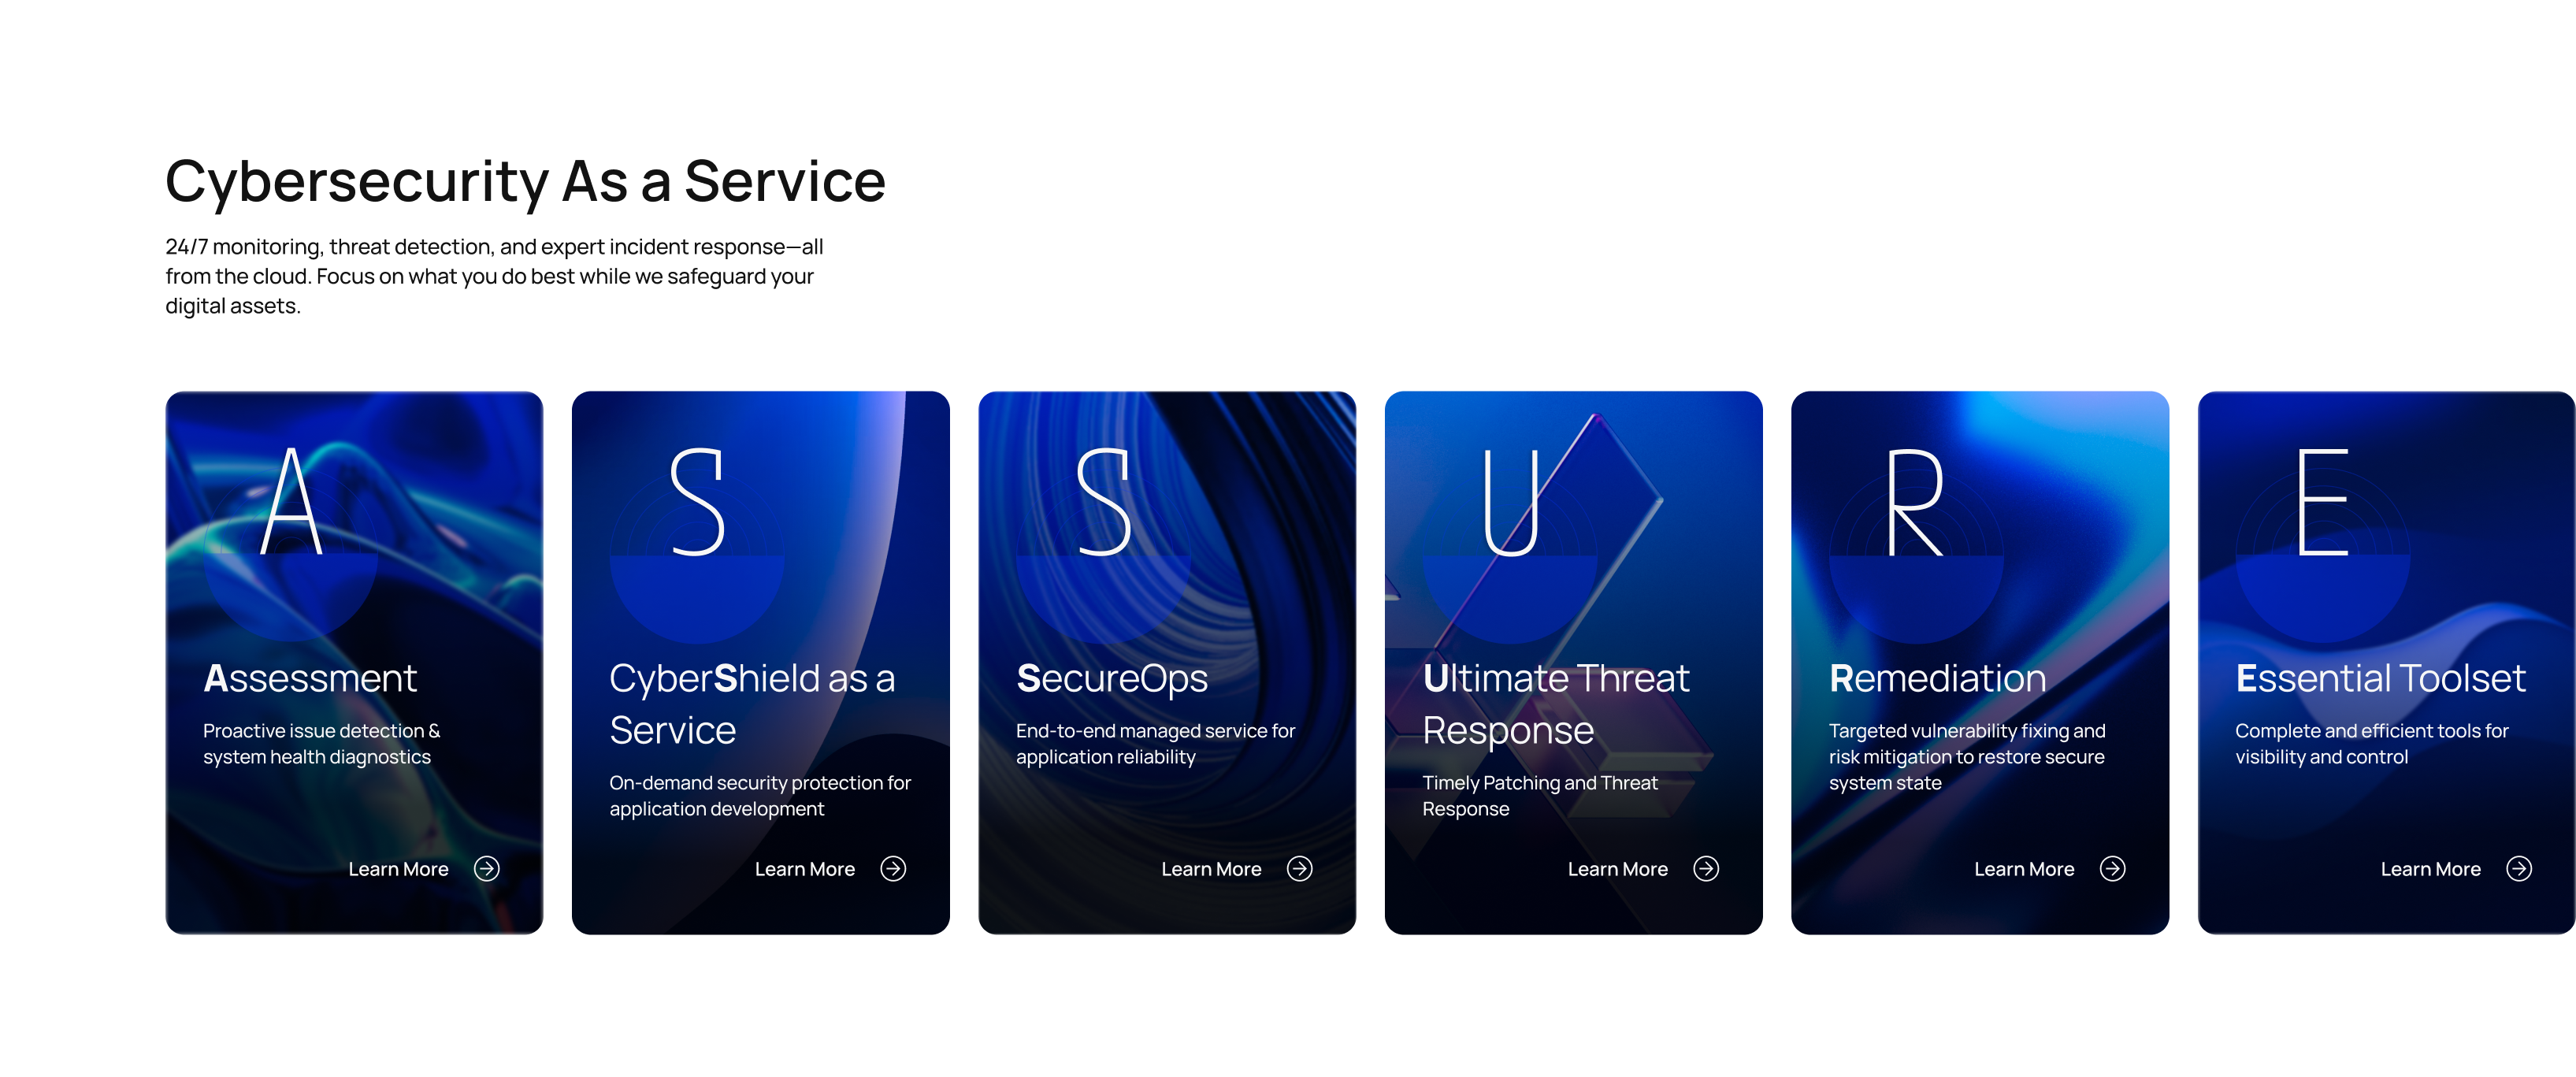 Cybersecurity As a Service
24/7 monitoring, threat detection, and expert incident response—all
from the cloud. Focus on what you do best while we safeguard your
digital assets.
A
Assessment
Proactive issue detection &
system health diagnostics
Learn More
S
CyberShield as a
Service
On-demand security protection for
application development
Learn More
S
SecureOps
End-to-end managed service for
application reliability
Learn More
U
Ultimate Threat
Response
Timely Patching and Threat
Response
Learn More
R
Remediation
Targeted vulnerability fixing and
risk mitigation to restore secure
system state
Learn More
E
Essential Toolset
Complete and efficient tools for
visibility and control
Learn More